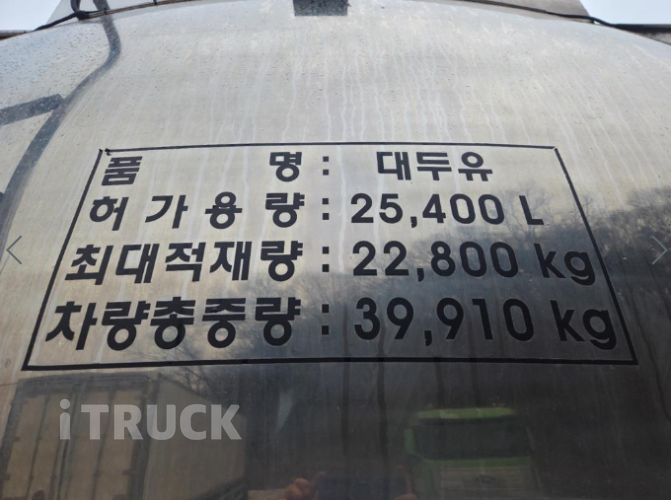 품 명 : 대두유
허가용량 : 25,400 L
최대적재량 : 22,800 kg
차량총중량 : 39,910 kg
iTRUCK